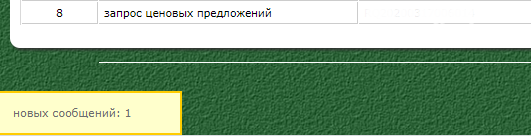 8 запрос ценовых предложений
новых сообщений: 1